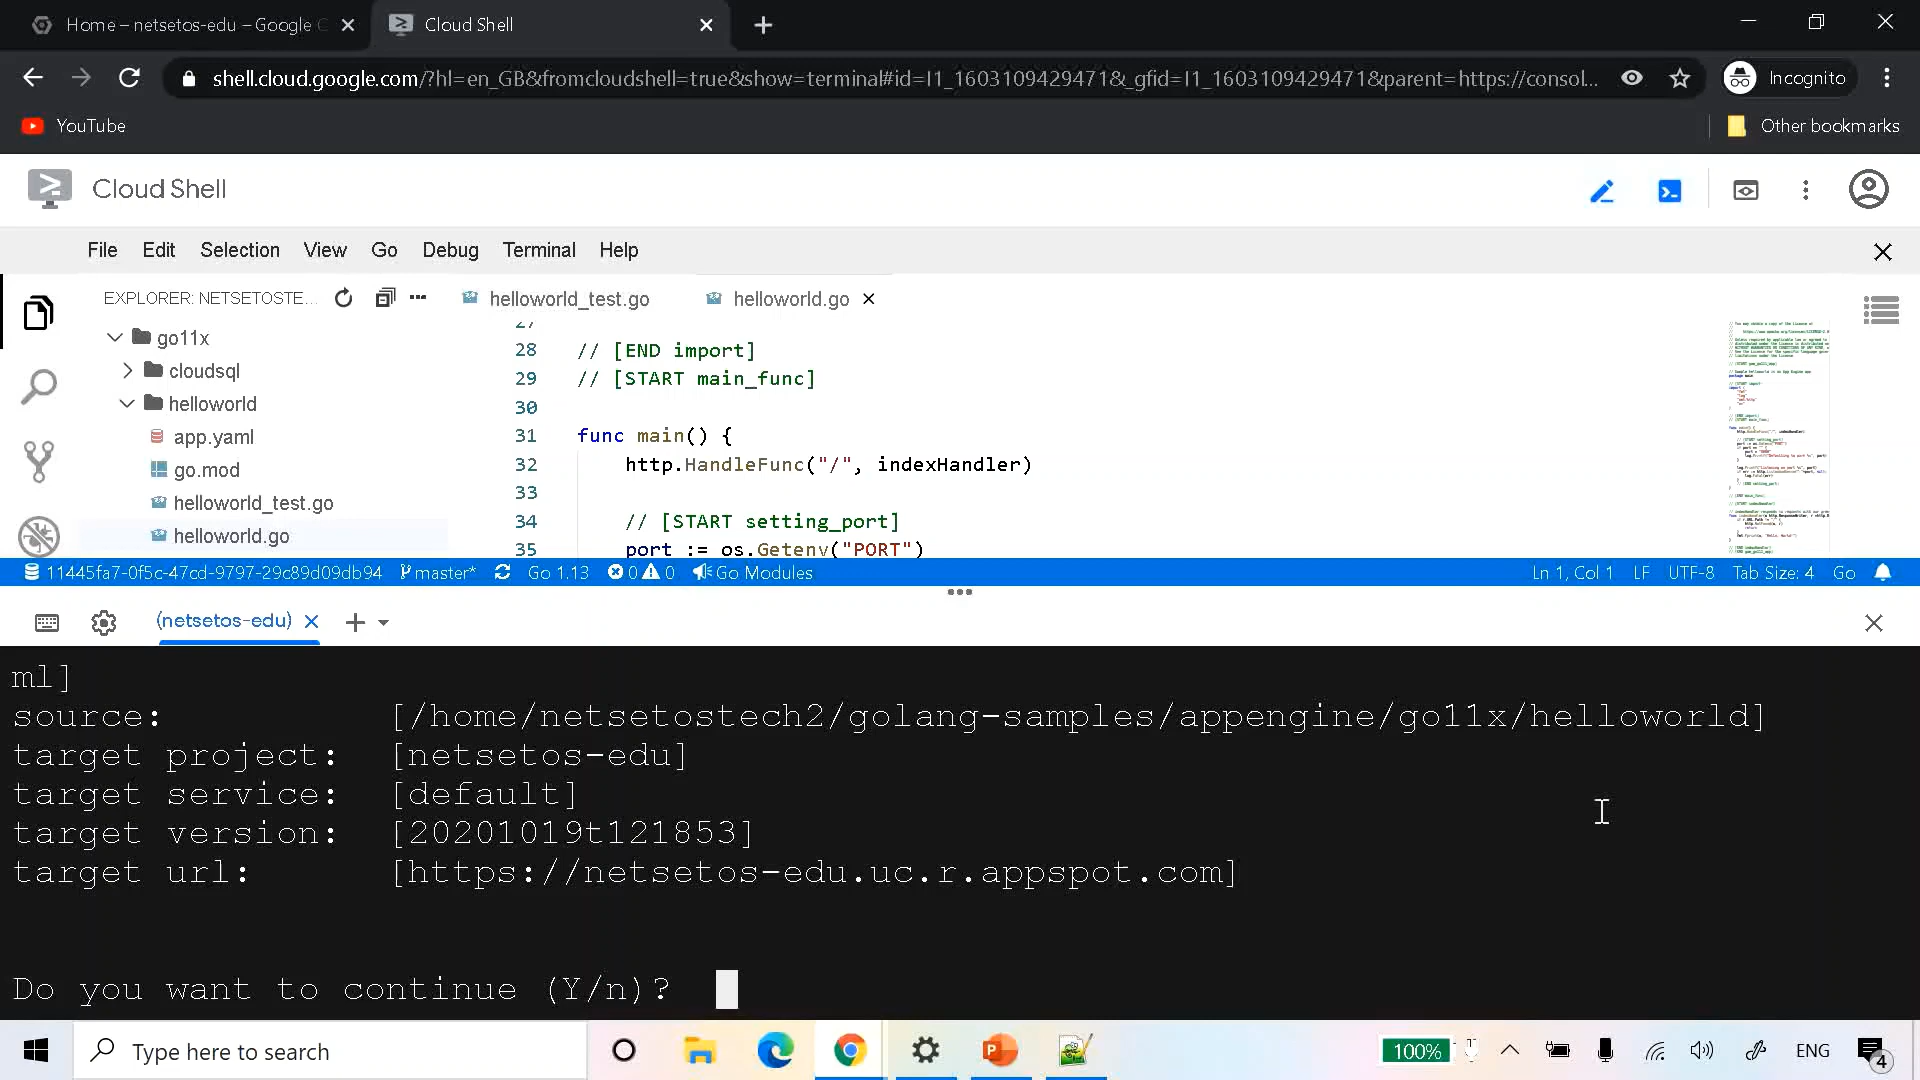 Home – netsetos-edu – Google C
Cloud Shell
shell.cloud.google.com/?hl=en_GB&fromcloudshell=true&show=terminal#id=I1_1603109429471&_gfid=I1_1603109429471&parent=https://consol...
Incognito
YouTube
Other bookmarks
Cloud Shell
File Edit Selection View Go Debug Terminal Help
EXPLORER: NETSETOSTE...
helloworld_test.go
helloworld.go
go11x
cloudsql
helloworld
app.yaml
go.mod
helloworld_test.go
helloworld.go
27
28 // [END import]
29 // [START main_func]
30
31 func main() {
32 http.HandleFunc("/", indexHandler)
33
34 // [START setting_port]
35 port := os.Getenv("PORT")
11445fa7-0f5c-47cd-9797-29c89d09db94 master* Go 1.13 0 0 Go Modules Ln 1, Col 1 LF UTF-8 Tab Size: 4 Go
(netsetos-edu)
ml]
source: [/home/netsetostech2/golang-samples/appengine/go11x/helloworld]
target project: [netsetos-edu]
target service: [default]
target version: [20201019t121853]
target url: [https://netsetos-edu.uc.r.appspot.com]
Do you want to continue (Y/n)?
Type here to search
100%
ENG
4